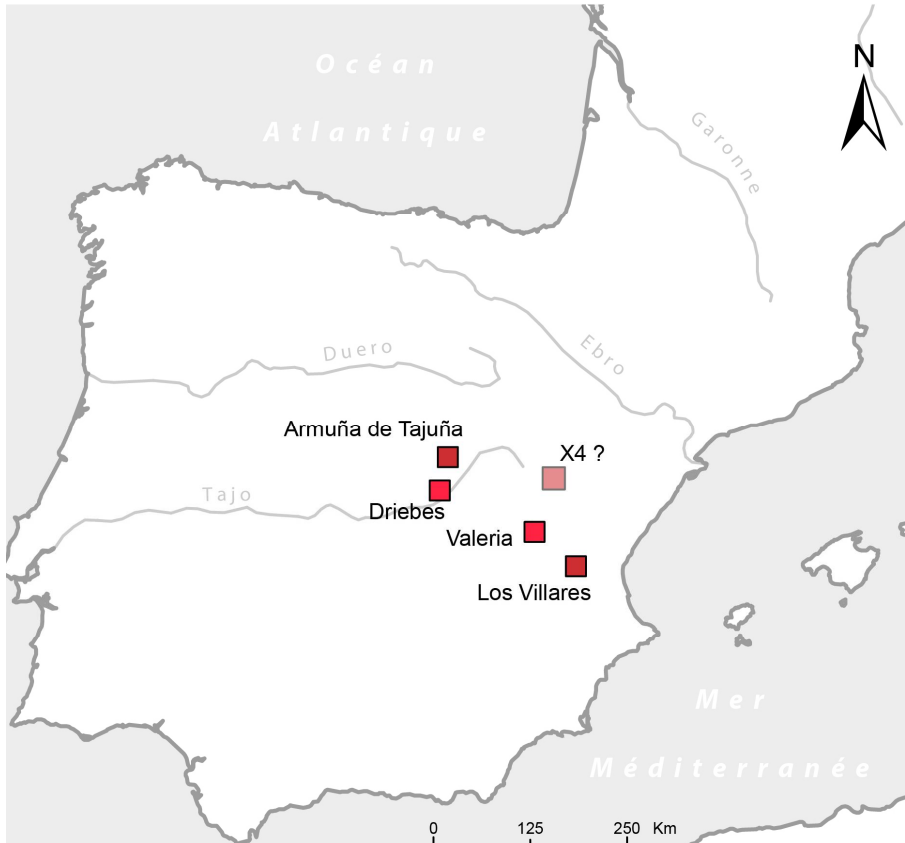 Océan
Atlantique
N
Garonne
Ebro
Duero
Armuña de Tajuña
X4 ?
Tajo
Driebes
Valeria
Los Villares
Mer
Méditerranée
0 125 250 Km